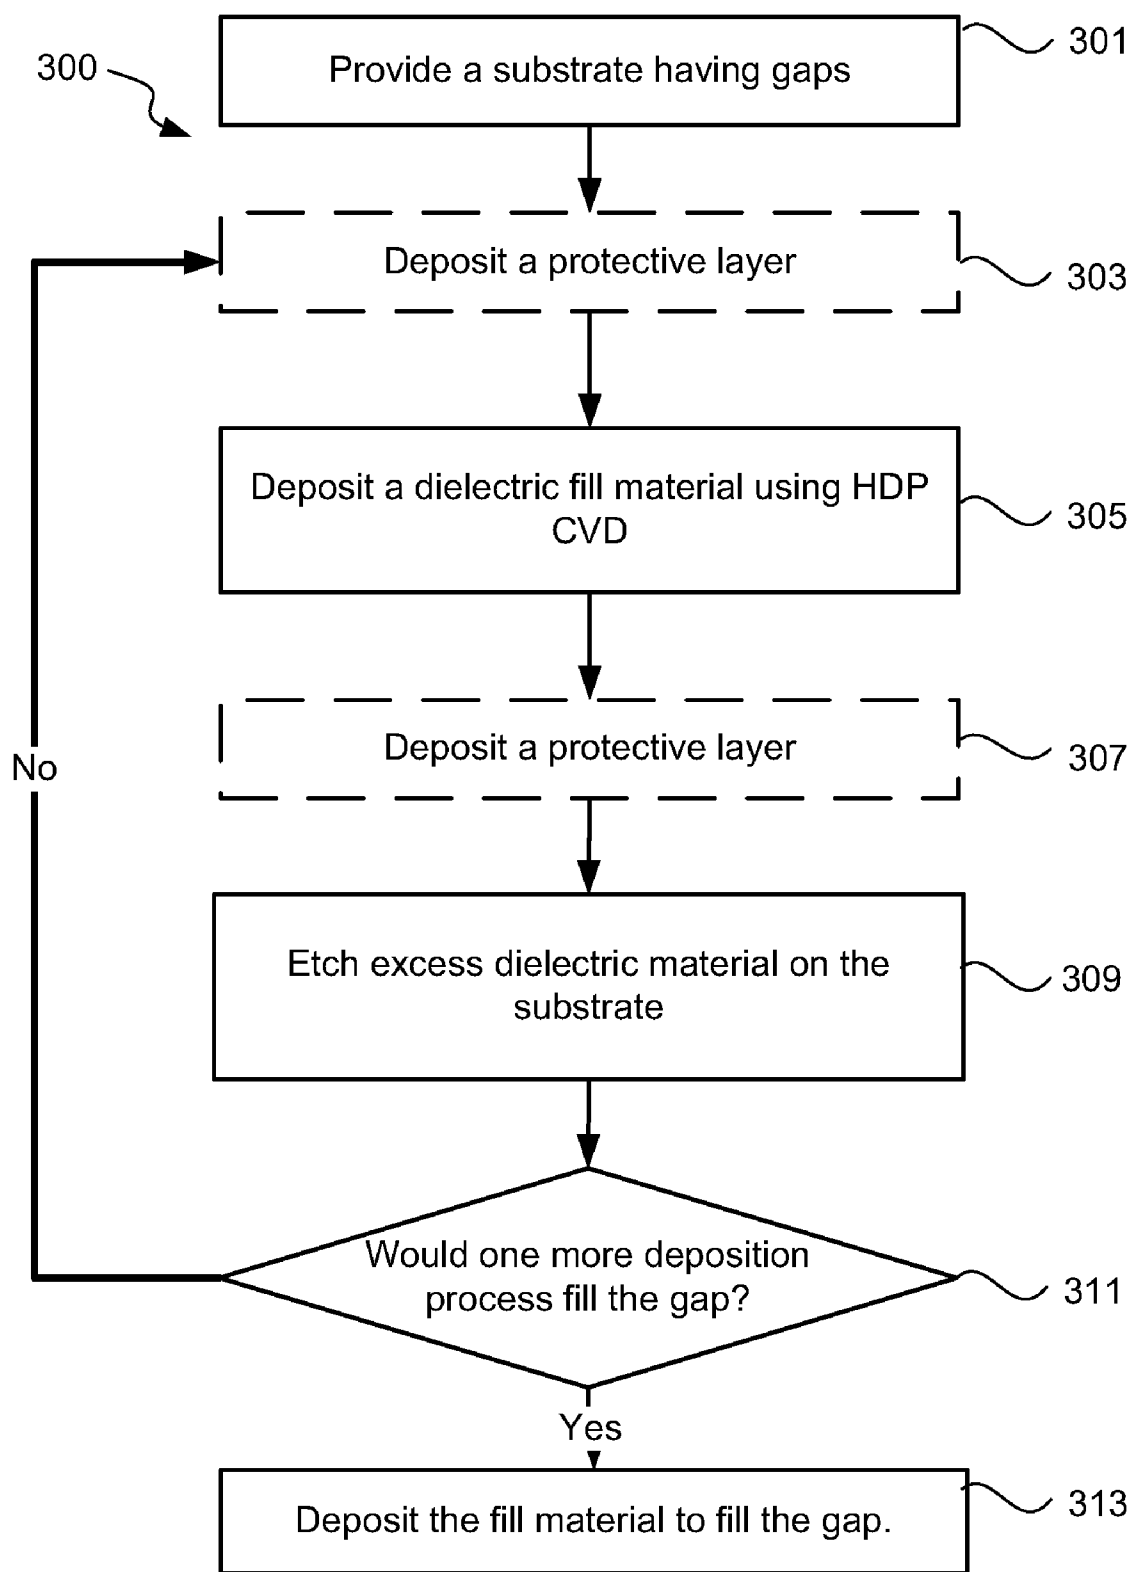 301
Provide a substrate having gaps
300
Deposit a protective layer
303
Deposit a dielectric fill material using HDP
CVD
305
Deposit a protective layer
307
No
Etch excess dielectric material on the
substrate
309
Would one more deposition
process fill the gap?
311
Yes
Deposit the fill material to fill the gap.
313